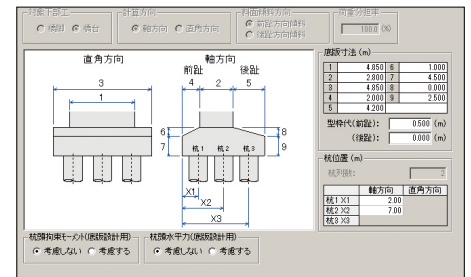 対象下部工
橋脚 橋台
計算方向
軸方向 直角方向
斜面傾斜方向
前趾方向傾斜
後趾方向傾斜
荷重分担率
100.0 (%)
直角方向
軸方向
前趾 後趾
3
1
4 2 5
6 8
7 9
杭1 杭2 杭3
X1
X2
X3
底版寸法 (m)
1 4.850 6 1.000
2 2.800 7 4.500
3 4.850 8 0.000
4 2.000 9 2.500
5 4.200
型枠代(前趾): 0.500 (m)
(後趾): 0.000 (m)
杭位置 (m)
杭列数: 2
軸方向 直角方向
杭1 X1 2.00
杭2 X2 7.00
杭3 X3
杭頭拘束モーメント(底版設計用)
考慮しない 考慮する
杭頭水平力(底版設計用)
考慮しない 考慮する